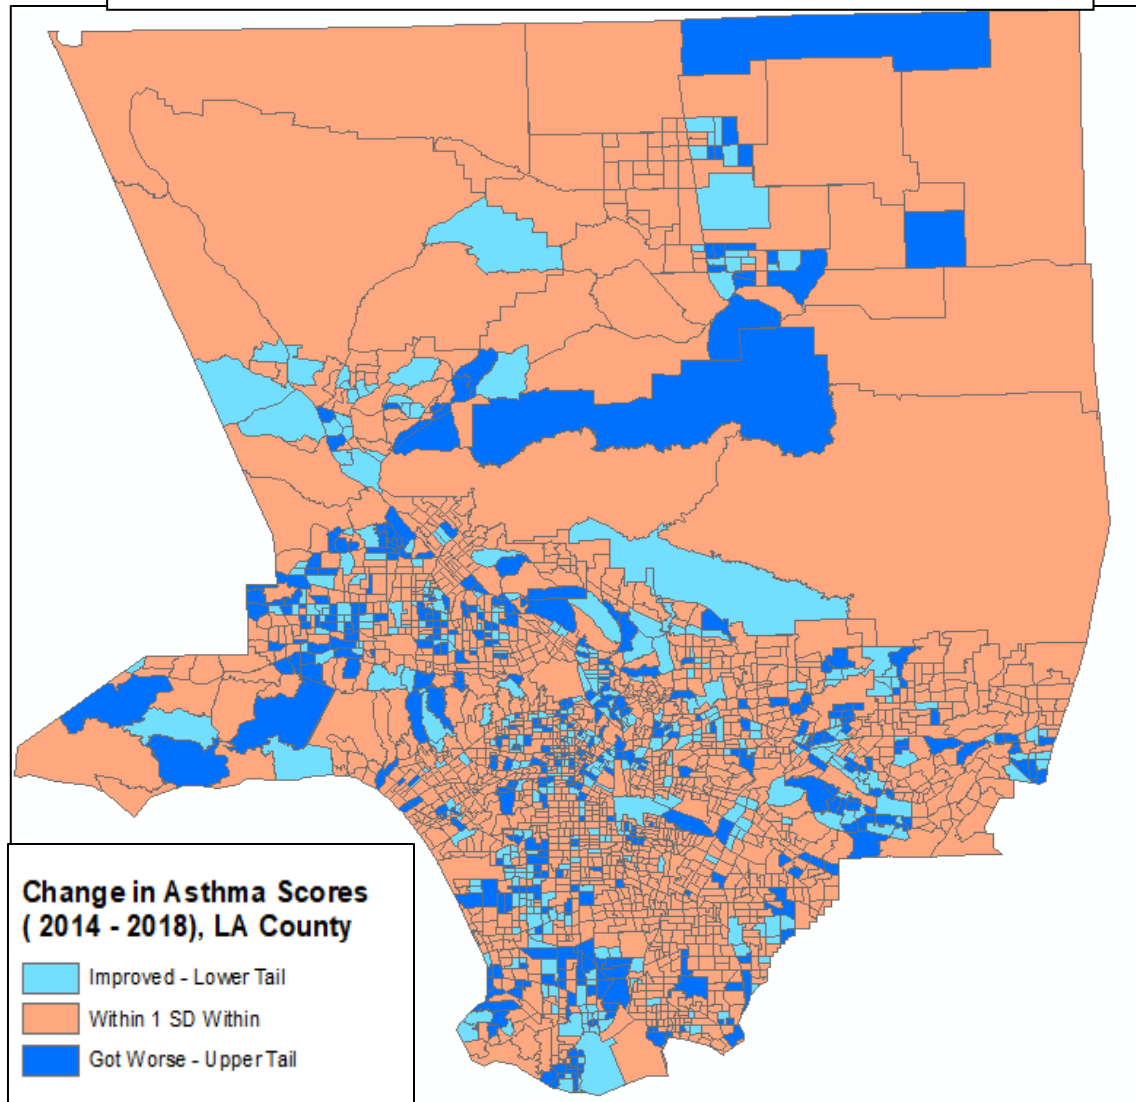 Change in Asthma Scores
( 2014 - 2018), LA County
Improved - Lower Tail
Within 1 SD Within
Got Worse - Upper Tail